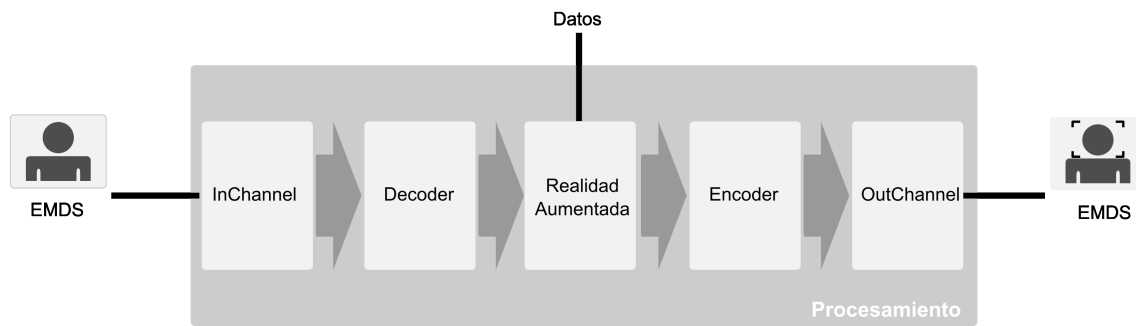 Datos
EMDS
InChannel
Decoder
Realidad
Aumentada
Encoder
OutChannel
EMDS
Procesamiento